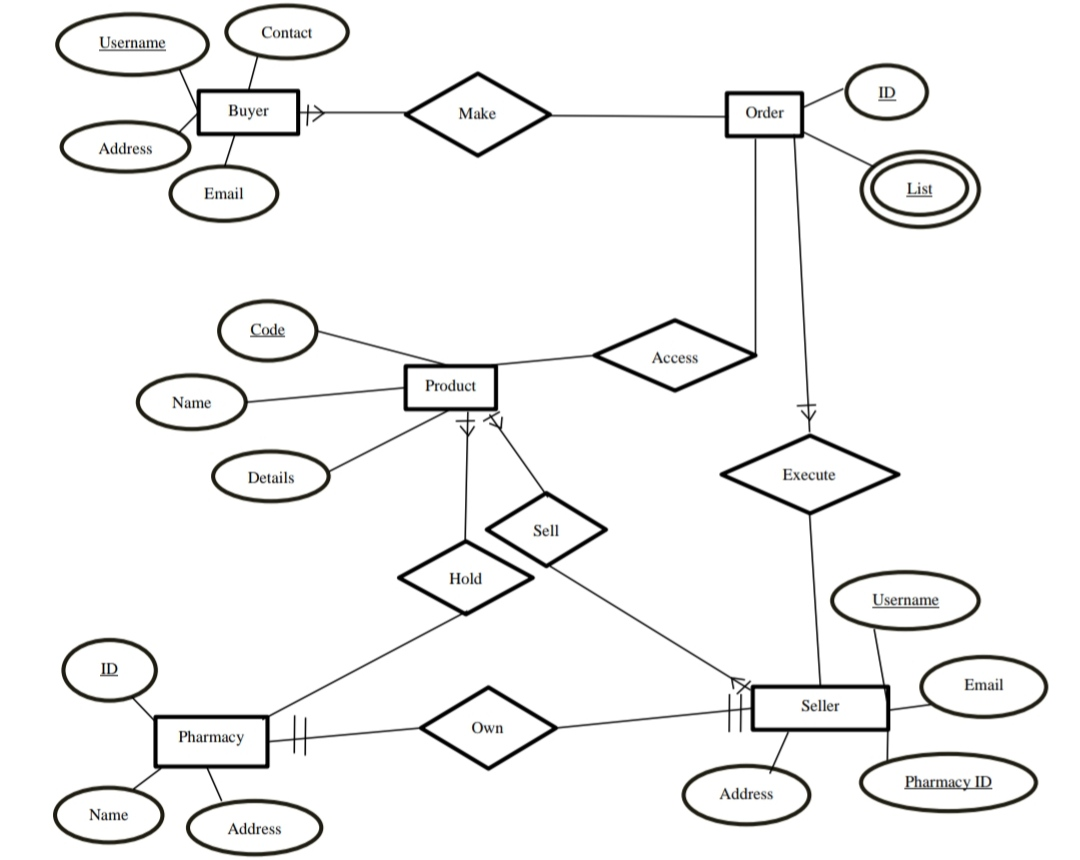 Contact
Username
Buyer
Make
Order
ID
Address
Email
List
Code
Product
Access
Name
Details
Execute
Sell
Hold
Username
ID
Email
Seller
Own
Pharmacy
Pharmacy ID
Address
Name
Address